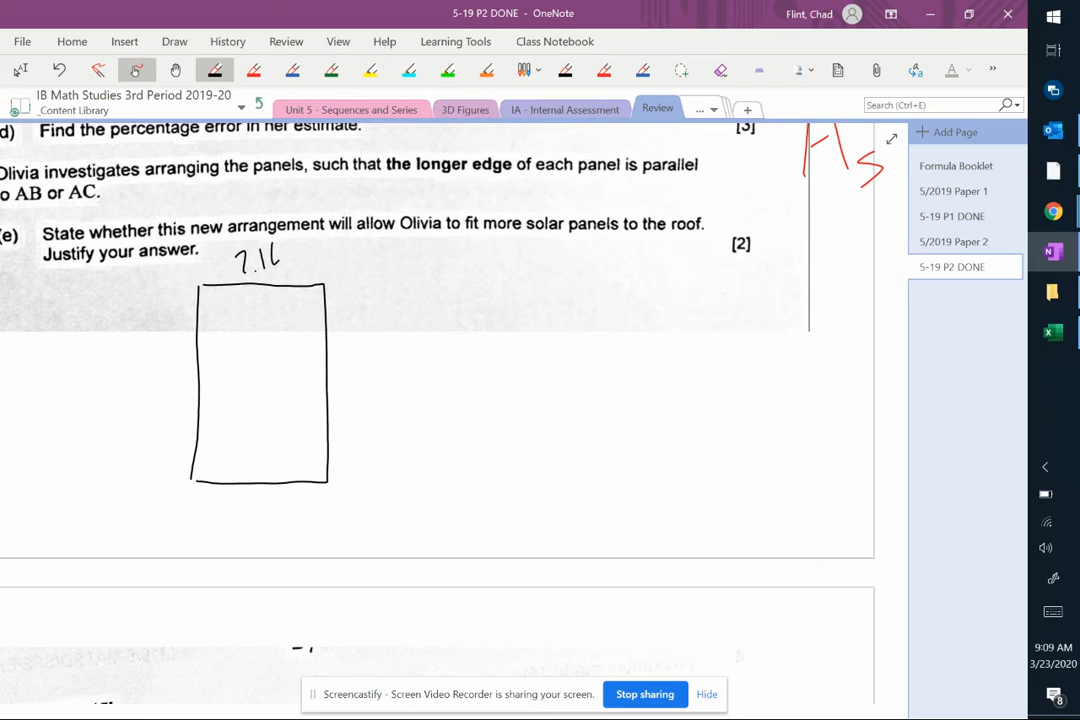 5-19 P2 DONE - OneNote
Flint, Chad
File Home Insert Draw History Review View Help Learning Tools Class Notebook
IB Math Studies 3rd Period 2019-20
_Content Library
Unit 5 - Sequences and Series
3D Figures
IA - Internal Assessment
Review
...
Search (Ctrl+E)
Add Page
Formula Booklet
5/2019 Paper 1
5-19 P1 DONE
5/2019 Paper 2
5-19 P2 DONE
d) Find the percentage error in her estimate. [3]
Olivia investigates arranging the panels, such that the longer edge of each panel is parallel
o AB or AC.
(e) State whether this new arrangement will allow Olivia to fit more solar panels to the roof.
Justify your answer. [2]
Screencastify - Screen Video Recorder is sharing your screen. Stop sharing Hide
9:09 AM
3/23/2020
8